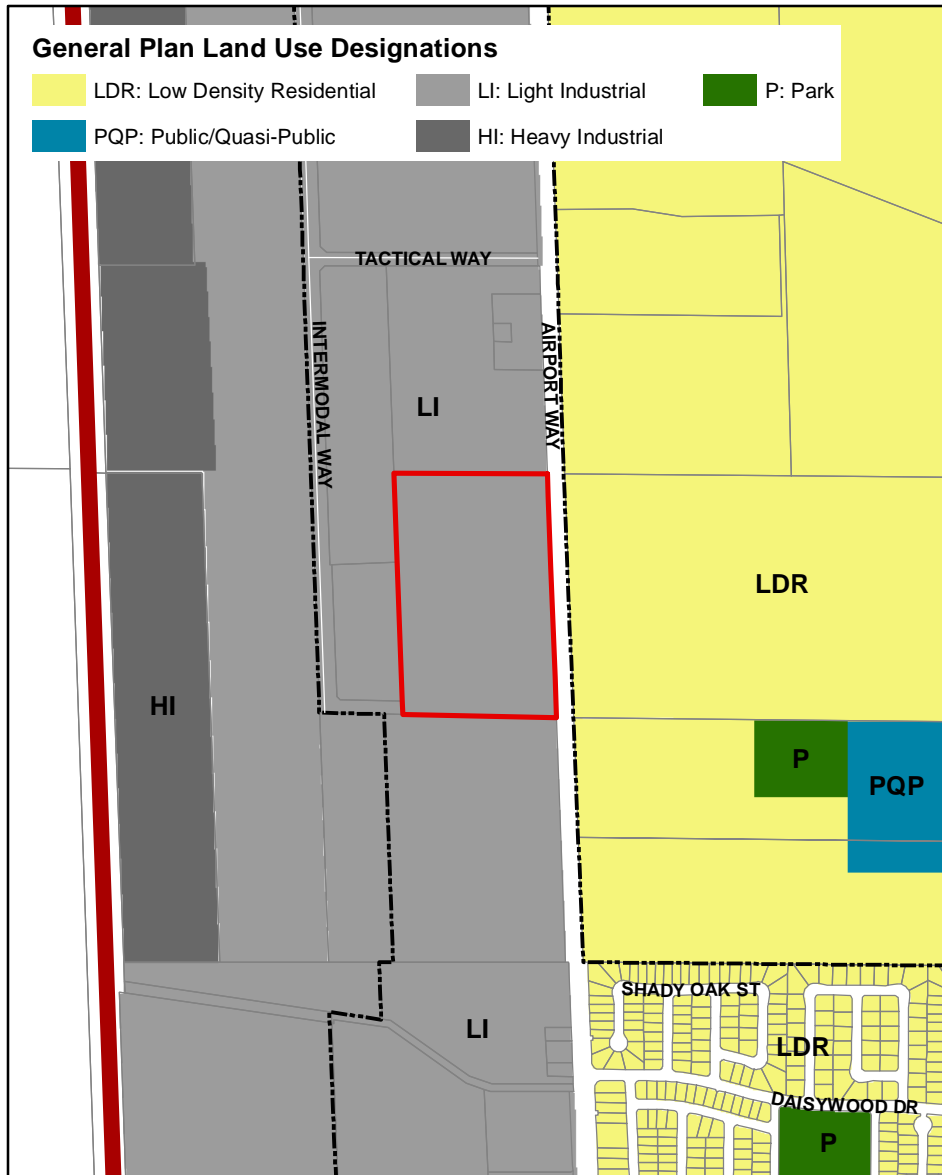 General Plan Land Use Designations
LDR: Low Density Residential
LI: Light Industrial
P: Park
PQP: Public/Quasi-Public
HI: Heavy Industrial
TACTICAL WAY
INTERMODAL WAY
AIRPORT WAY
LI
LDR
HI
P
PQP
SHADY OAK ST
LI
LDR
DAISYWOOD DR
P